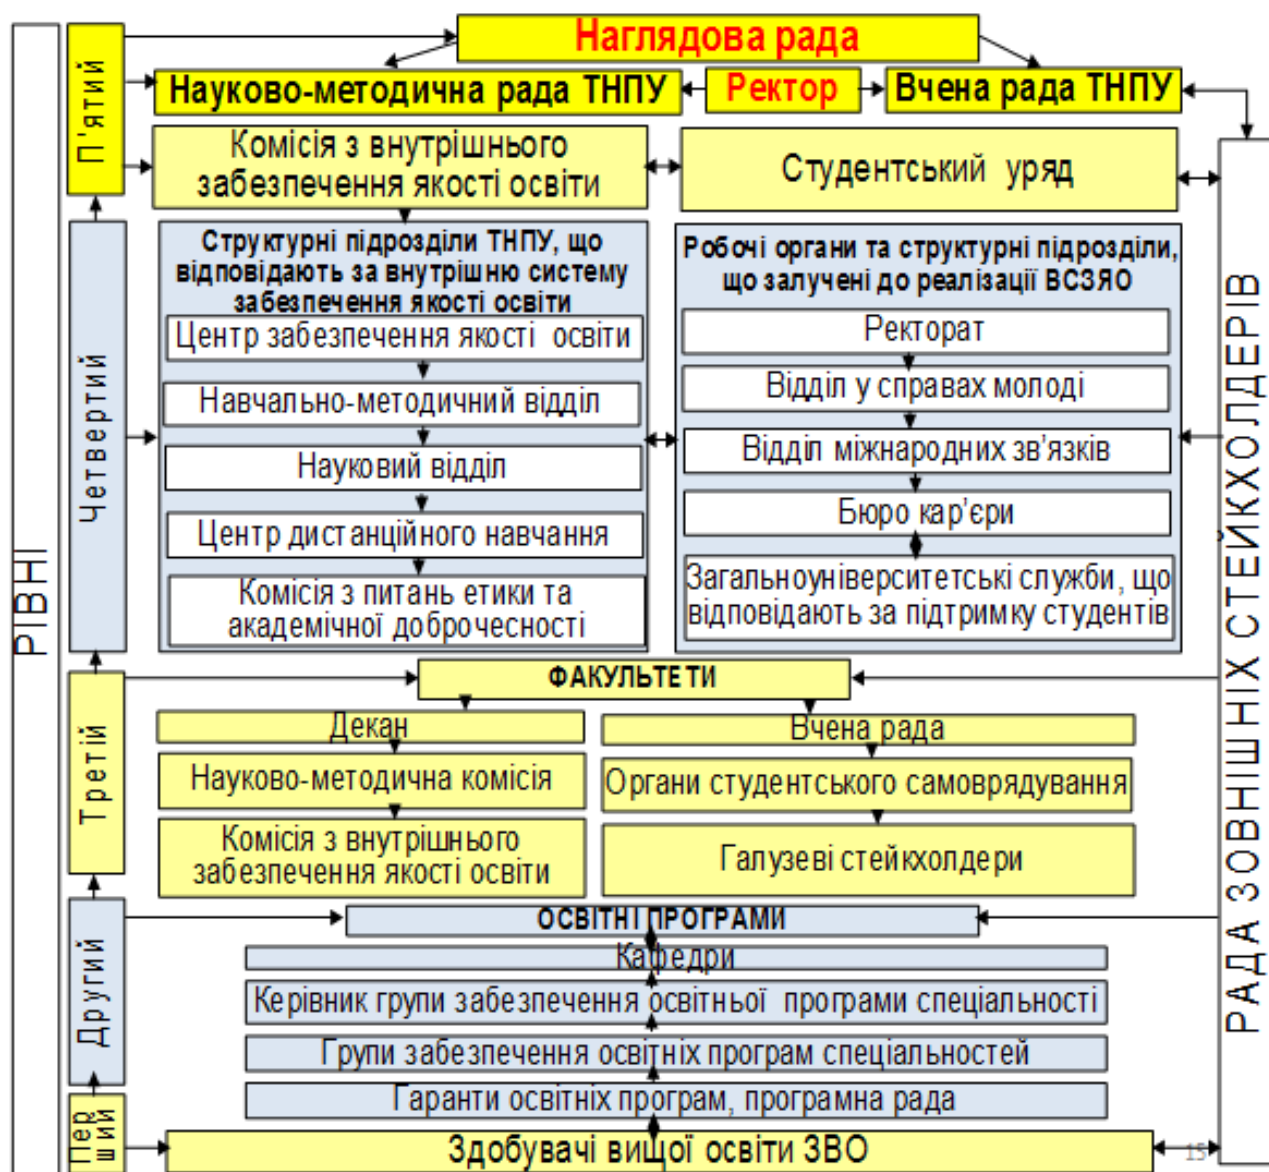 РІВНІ
П'ятий
Наглядова рада
Науково-методична рада ТНПУ
Ректор
Вчена рада ТНПУ
Комісія з внутрішнього
забезпечення якості освіти
Студентський уряд
Четвертий
Структурні підрозділи ТНПУ, що
відповідають за внутрішню систему
забезпечення якості освіти
Центр забезпечення якості освіти
Навчально-методичний відділ
Науковий відділ
Центр дистанційного навчання
Комісія з питань етики та
академічної доброчесності
Робочі органи та структурні підрозділи,
що залучені до реалізації ВСЗЯО
Ректорат
Відділ у справах молоді
Відділ міжнародних зв’язків
Бюро кар’єри
Загальноуніверситетські служби, що
відповідають за підтримку студентів
Третій
ФАКУЛЬТЕТИ
Декан
Науково-методична комісія
Комісія з внутрішнього
забезпечення якості освіти
Вчена рада
Органи студентського самоврядування
Галузеві стейкхолдери
Другий
ОСВІТНІ ПРОГРАМИ
Кафедри
Керівник групи забезпечення освітньої програми спеціальності
Групи забезпечення освітніх програм спеціальностей
Гаранти освітніх програм, програмна рада
Пер
ший
Здобувачі вищої освіти ЗВО
РАДА ЗОВНІШНІХ СТЕЙКХОЛДЕРІВ
15